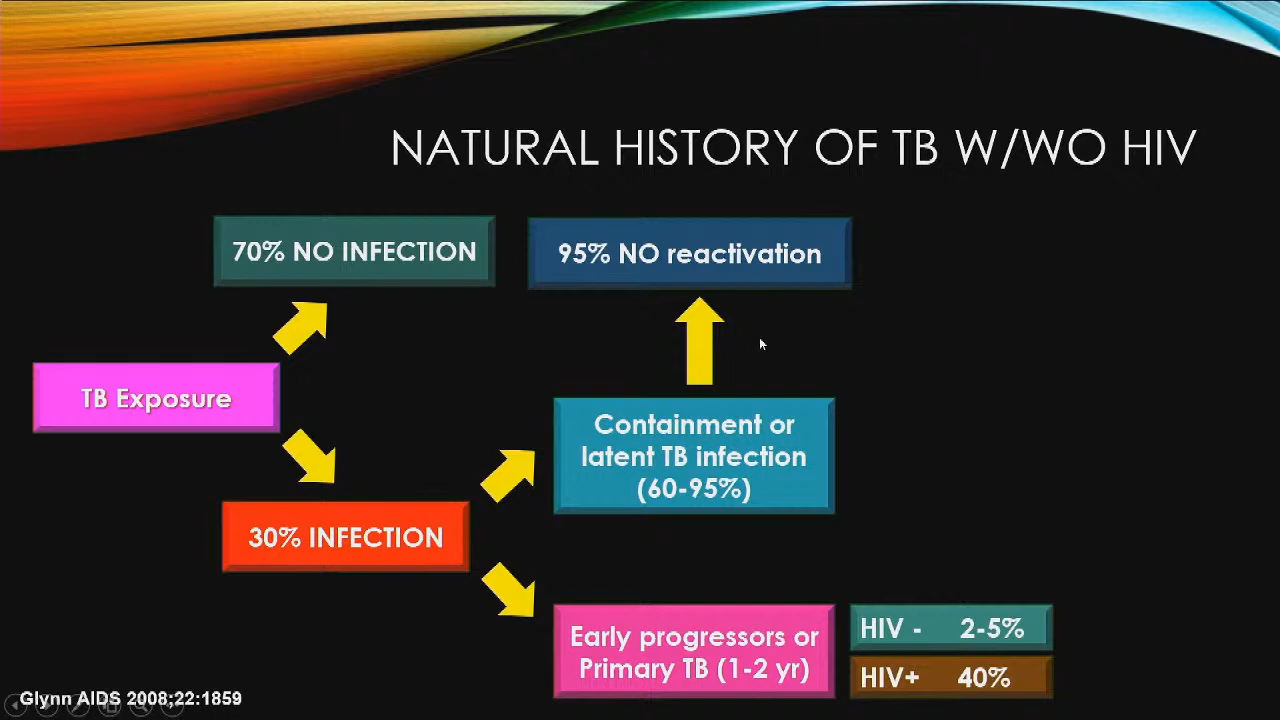 NATURAL HISTORY OF TB W/WO HIV
70% NO INFECTION
95% NO reactivation
TB Exposure
Containment or
latent TB infection
(60-95%)
30% INFECTION
Early progressors or
Primary TB (1-2 yr)
HIV - 2-5%
HIV+ 40%
Glynn AIDS 2008;22:1859